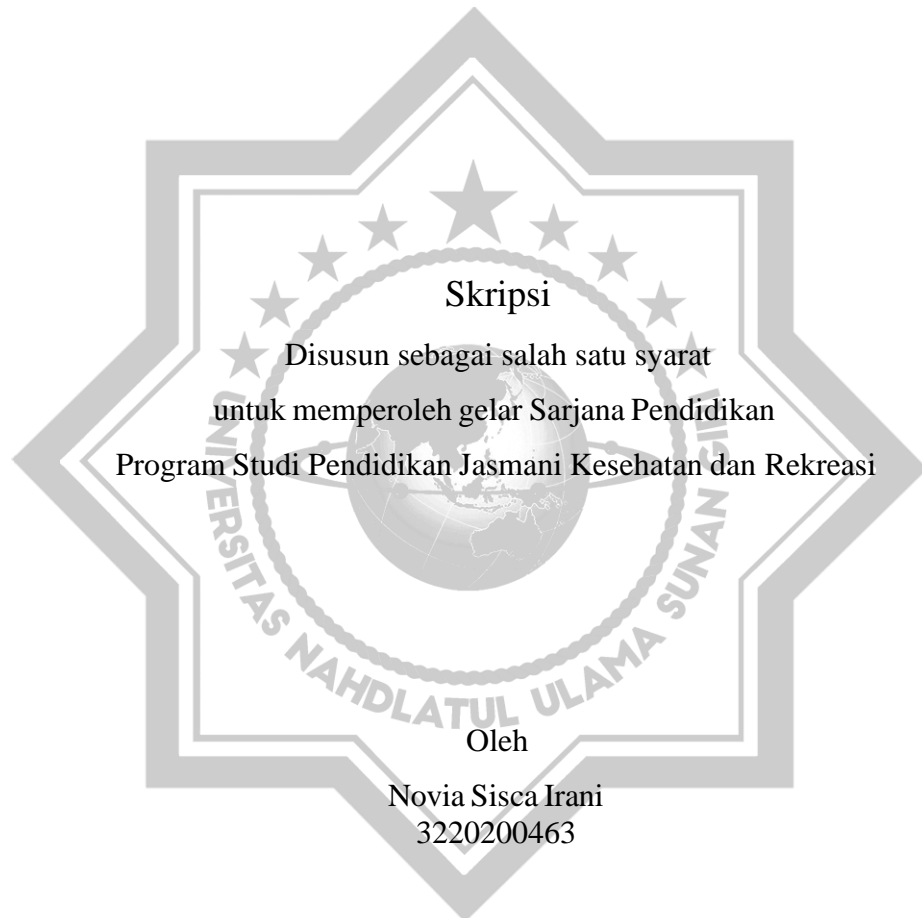 Skripsi
Disusun sebagai salah satu syarat
untuk memperoleh gelar Sarjana Pendidikan
Program Studi Pendidikan Jasmani Kesehatan dan Rekreasi
UNIVERSITAS NAHDLATUL ULAMA SUNAN
Oleh
Novia Sisca Irani
3220200463